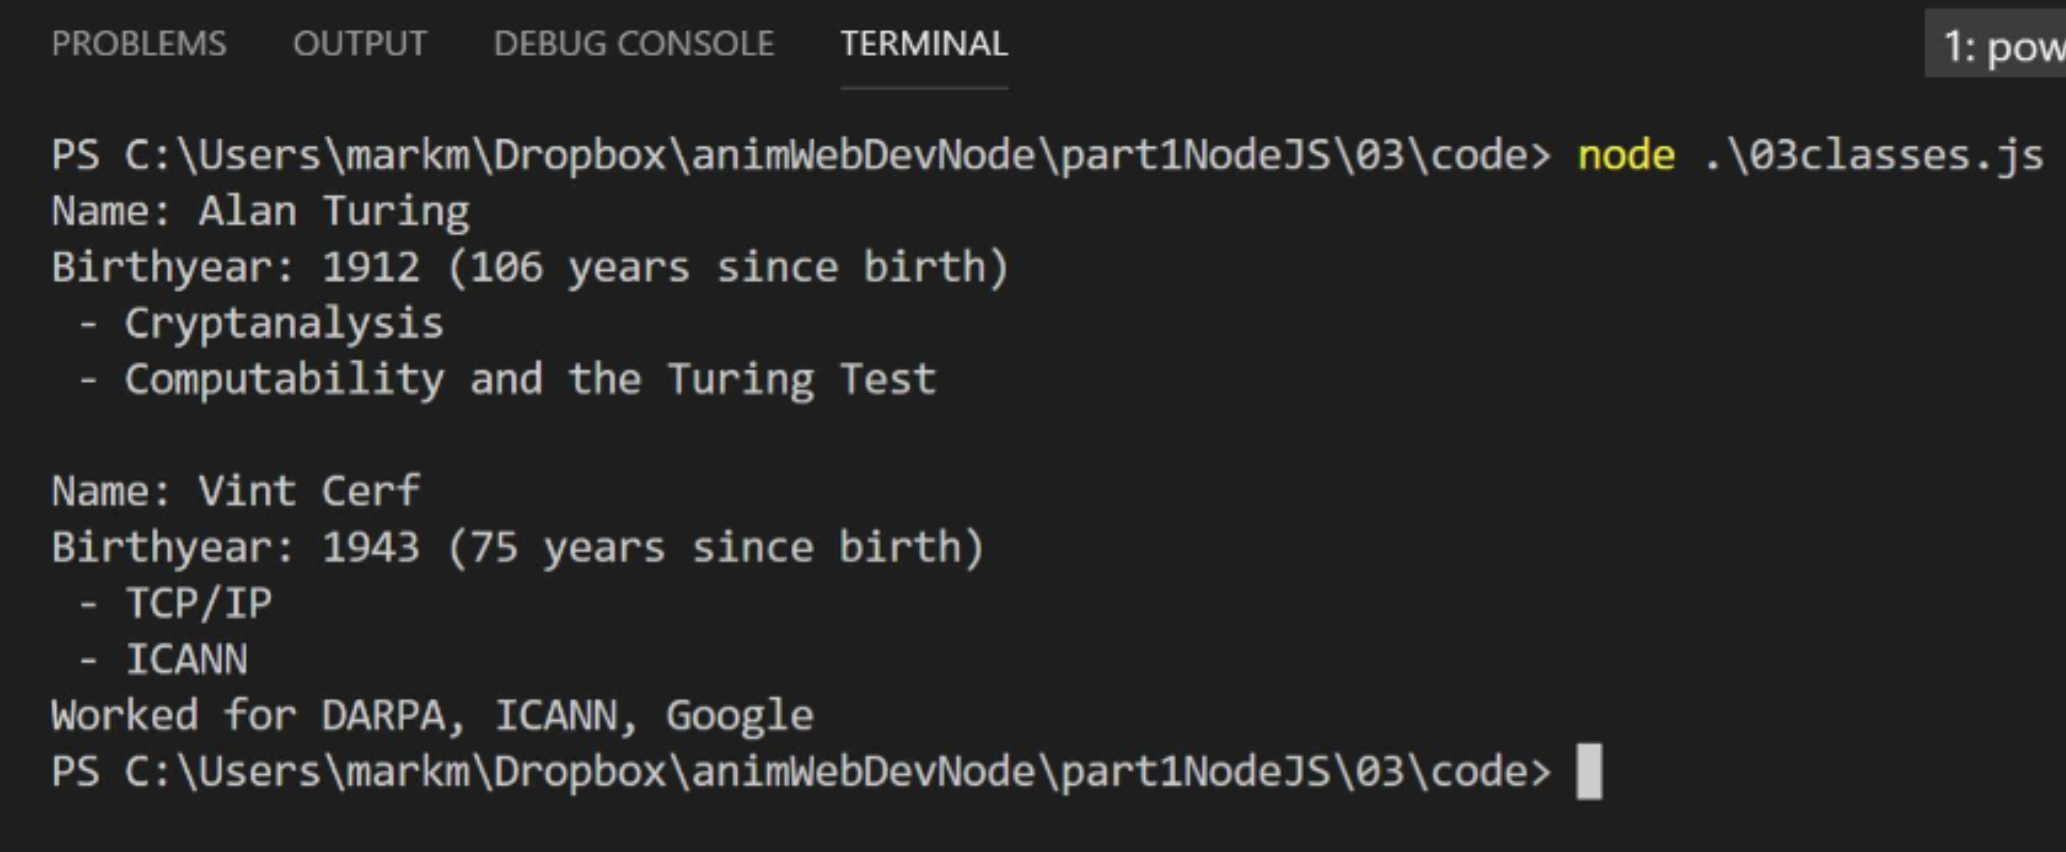 PROBLEMS OUTPUT DEBUG CONSOLE TERMINAL 1: pow
PS C:\Users\markm\Dropbox\animWebDevNode\part1NodeJS\03\code> node .\03classes.js
Name: Alan Turing
Birthyear: 1912 (106 years since birth)
 - Cryptanalysis
 - Computability and the Turing Test

Name: Vint Cerf
Birthyear: 1943 (75 years since birth)
 - TCP/IP
 - ICANN
Worked for DARPA, ICANN, Google
PS C:\Users\markm\Dropbox\animWebDevNode\part1NodeJS\03\code>